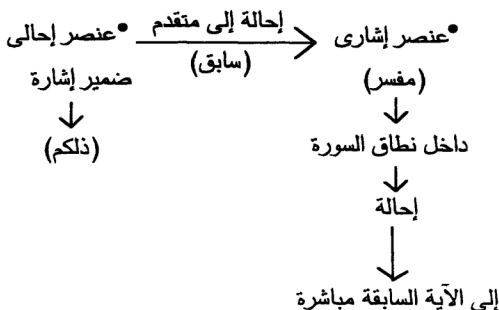 •عنصر إشارى إحالة إلى متقدم •عنصر إحالى
(مفسر) (سابق) ضمير إشارة
داخل نطاق السورة (ذلكم)
إحالة
إلى الآية السابقة مباشرة